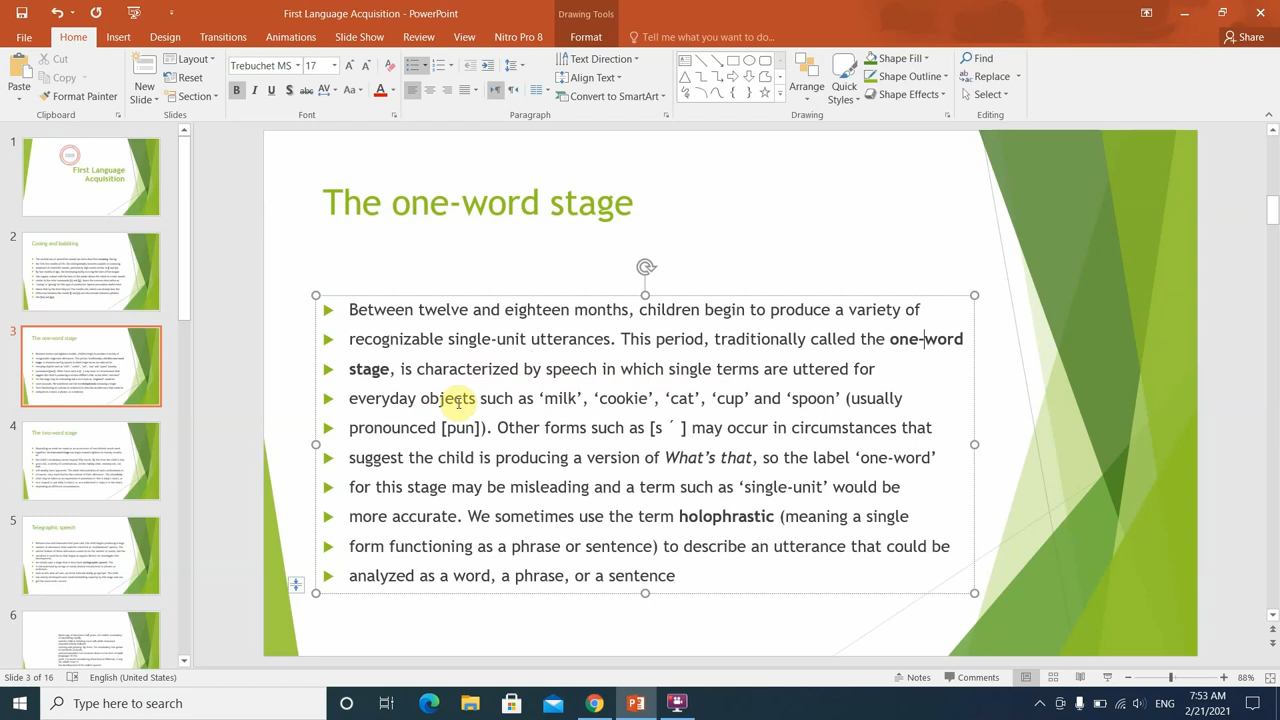 First Language Acquisition - PowerPoint
Drawing Tools
File Home Insert Design Transitions Animations Slide Show Review View Nitro Pro 8 Format Tell me what you want to do... Share
Paste Cut Copy Format Painter
Clipboard
New Slide Layout Reset Section
Slides
Trebuchet MS 17
B I U S abc AV Aa A
Font
Text Direction Align Text Convert to SmartArt
Paragraph
Arrange Quick Styles Shape Fill Shape Outline Shape Effects
Drawing
Find Replace Select
Editing
1
First Language
Acquisition
2
Cooing and babbling
3
The one-word stage
4
The two-word stage
5
Telegraphic speech
6
The one-word stage
Between twelve and eighteen months, children begin to produce a variety of
recognizable single-unit utterances. This period, traditionally called the one-word
stage, is characterized by speech in which single terms are uttered for
everyday objects such as ‘milk’, ‘cookie’, ‘cat’, ‘cup’ and ‘spoon’ (usually
pronounced [pun]). Other forms such as [s ´ ] may occur in circumstances that
suggest the child is producing a version of What’s that, so the label ‘one-word’
for this stage may be misleading and a term such as ‘single-unit’ would be
more accurate. We sometimes use the term holophrastic (meaning a single
form functioning as a phrase or sentence) to describe an utterance that could be
analyzed as a word, a phrase, or a sentence
Slide 3 of 16 English (United States) Notes Comments 88%
Type here to search
ENG
7:53 AM
2/21/2021